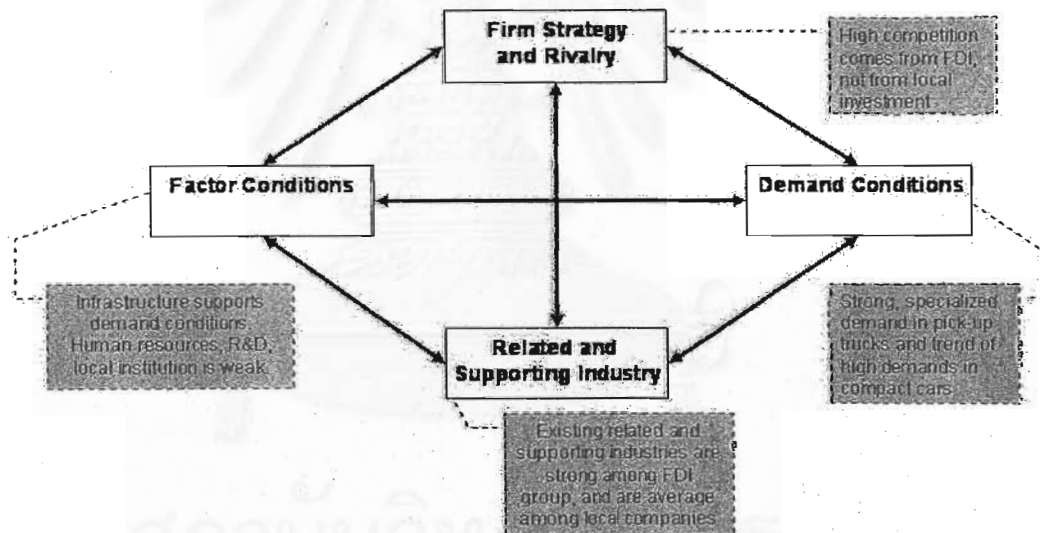 Firm Strategy
and Rivalry
High competition
comes from FDI,
not from local
investment
Factor Conditions
Demand Conditions
Infrastructure supports
demand conditions.
Human resources, R&D,
local institution is weak.
Strong, specialized
demand in pick-up
trucks and trend of
high demands in
compact cars
Related and
Supporting Industry
Existing related and
supporting industries are
strong among FDI
group, and are average
among local companies